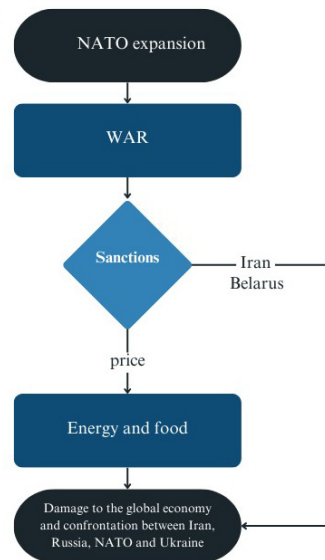 NATO expansion
WAR
Sanctions
Iran
Belarus
price
Energy and food
Damage to the global economy
and confrontation between Iran,
Russia, NATO and Ukraine